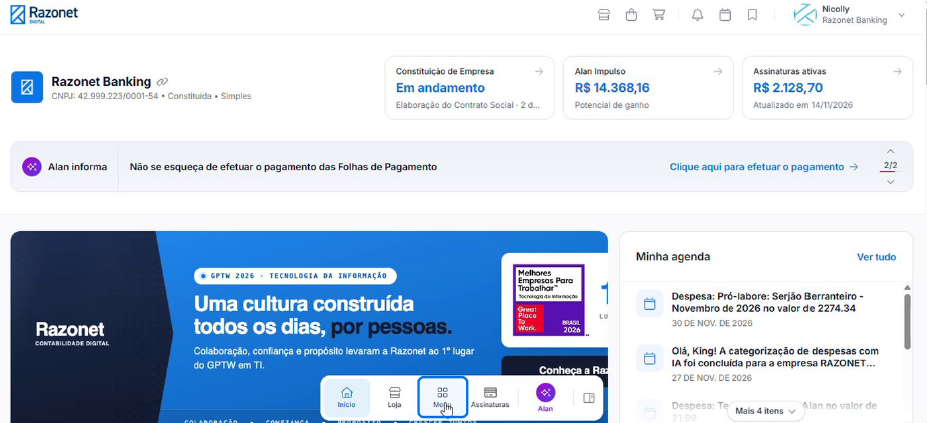 Razonet
DIGITAL
Nicolly
Razonet Banking
Razonet Banking
CNPJ: 42.999.223/0001-54 • Constituída • Simples
Constituição de Empresa
Em andamento
Elaboração do Contrato Social · 2 d...
Alan Impulso
R$ 14.368,16
Potencial de ganho
Assinaturas ativas
R$ 2.128,70
Atualizado em 14/11/2026
Alan informa
Não se esqueça de efetuar o pagamento das Folhas de Pagamento
Clique aqui para efetuar o pagamento
2/2
Razonet
CONTABILIDADE DIGITAL
GPTW 2026 · TECNOLOGIA DA INFORMAÇÃO
Uma cultura construída
todos os dias, por pessoas.
Colaboração, confiança e propósito levaram a Razonet ao 1º lugar
do GPTW em TI.
Melhores
Empresas Para
Trabalhar™
Tecnologia da Informação
Great
Place
To
Work.
BRASIL
2026
Conheça a Raz
Minha agenda
Ver tudo
Despesa: Pró-labore: Serjão Berranteiro -
Novembro de 2026 no valor de 2274.34
30 DE NOV. DE 2026
Olá, King! A categorização de despesas com
IA foi concluída para a empresa RAZONET...
27 DE NOV. DE 2026
Mais 4 itens
Início
Loja
Menu
Assinaturas
Alan